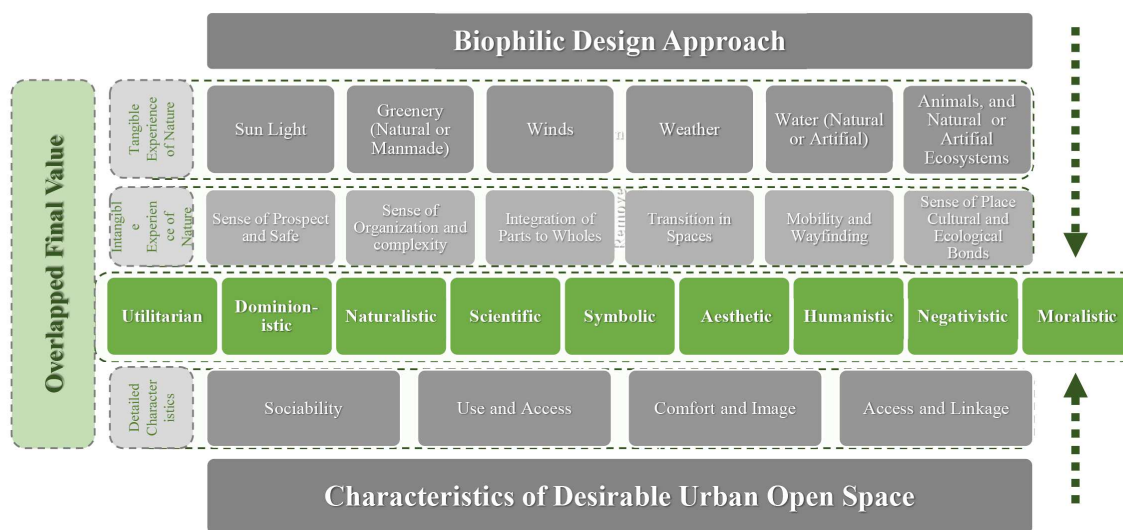 Biophilic Design Approach
Overlapped Final Value
Tangible
Experience
of Nature
Sun Light
Greenery
(Natural or
Manmade)
Winds
Weather
Water (Natural
or Artifial)
Animals, and
Natural or
Artifial
Ecosystems
Intangibl
e
Experien
ce of
Nature
Sense of Prospect
and Safe
Sense of
Organization and
complexity
Integration of
Parts to Wholes
Transition in
Spaces
Mobility and
Wayfinding
Sense of Place
Cultural and
Ecological
Bonds
Utilitarian
Dominion-
istic
Naturalistic
Scientific
Symbolic
Aesthetic
Humanistic
Negativistic
Moralistic
Detailed
Character
istics
Sociability
Use and Access
Comfort and Image
Access and Linkage
Characteristics of Desirable Urban Open Space